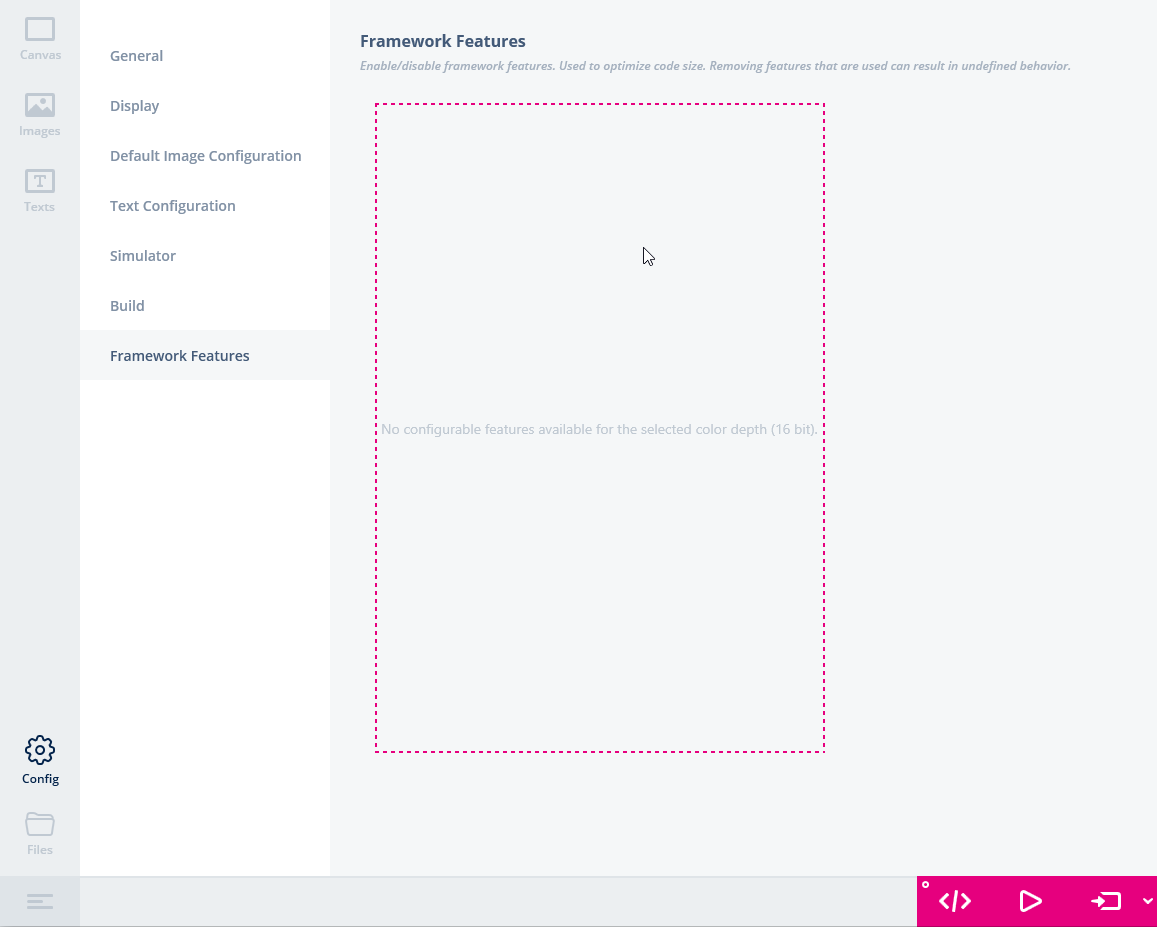 Canvas
Images
Texts
General
Display
Default Image Configuration
Text Configuration
Simulator
Build
Framework Features
Framework Features
Enable/disable framework features. Used to optimize code size. Removing features that are used can result in undefined behavior.
No configurable features available for the selected color depth (16 bit).
Config
Files